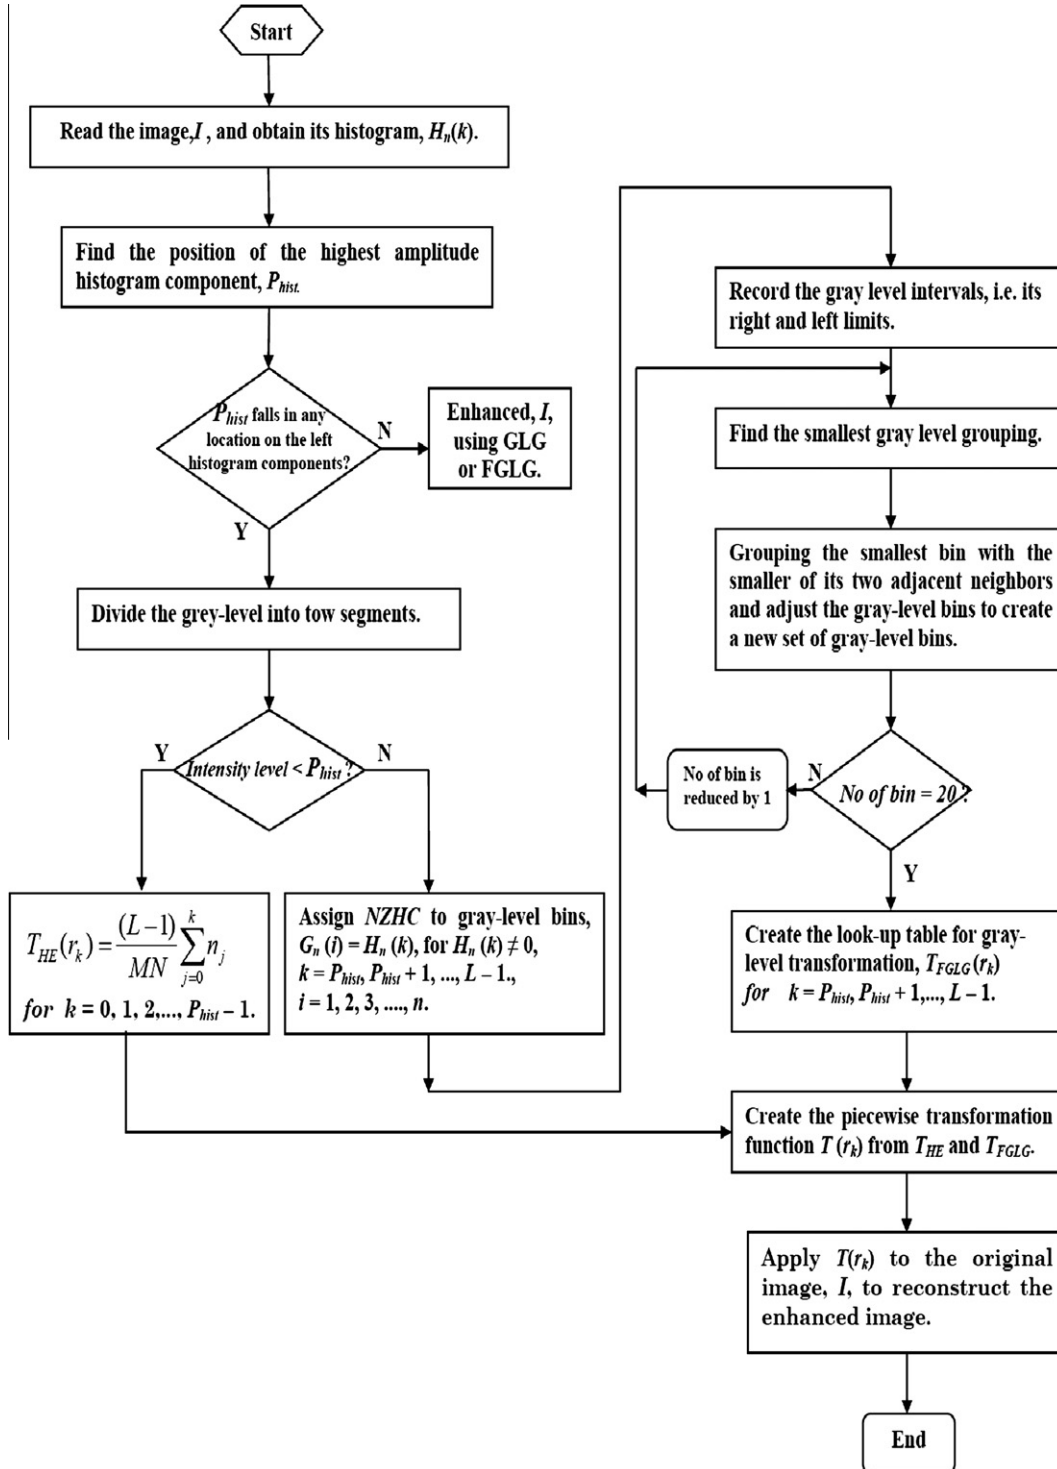 Start
Read the image,I , and obtain its histogram, Hn(k).
Find the position of the highest amplitude
histogram component, Phist.
Phist falls in any
location on the left
histogram components?
N
Enhanced, I,
using GLG
or FGLG.
Y
Divide the grey-level into tow segments.
Y
N
Intensity level < Phist ?
THE(rk) = (L−1)/MN ∑j=0k nj
for k = 0, 1, 2,..., Phist − 1.
Assign NZHC to gray-level bins,
Gn (i) = Hn (k), for Hn (k) ≠ 0,
k = Phist, Phist + 1, ..., L − 1.,
i = 1, 2, 3, ...., n.
Record the gray level intervals, i.e. its
right and left limits.
Find the smallest gray level grouping.
Grouping the smallest bin with the
smaller of its two adjacent neighbors
and adjust the gray-level bins to create
a new set of gray-level bins.
No of bin is
reduced by 1
N
No of bin = 20 ?
Y
Create the look-up table for gray-
level transformation, TFGLG(rk)
for k = Phist, Phist + 1,..., L − 1.
Create the piecewise transformation
function T (rk) from THE and TFGLG.
Apply T(rk) to the original
image, I, to reconstruct the
enhanced image.
End